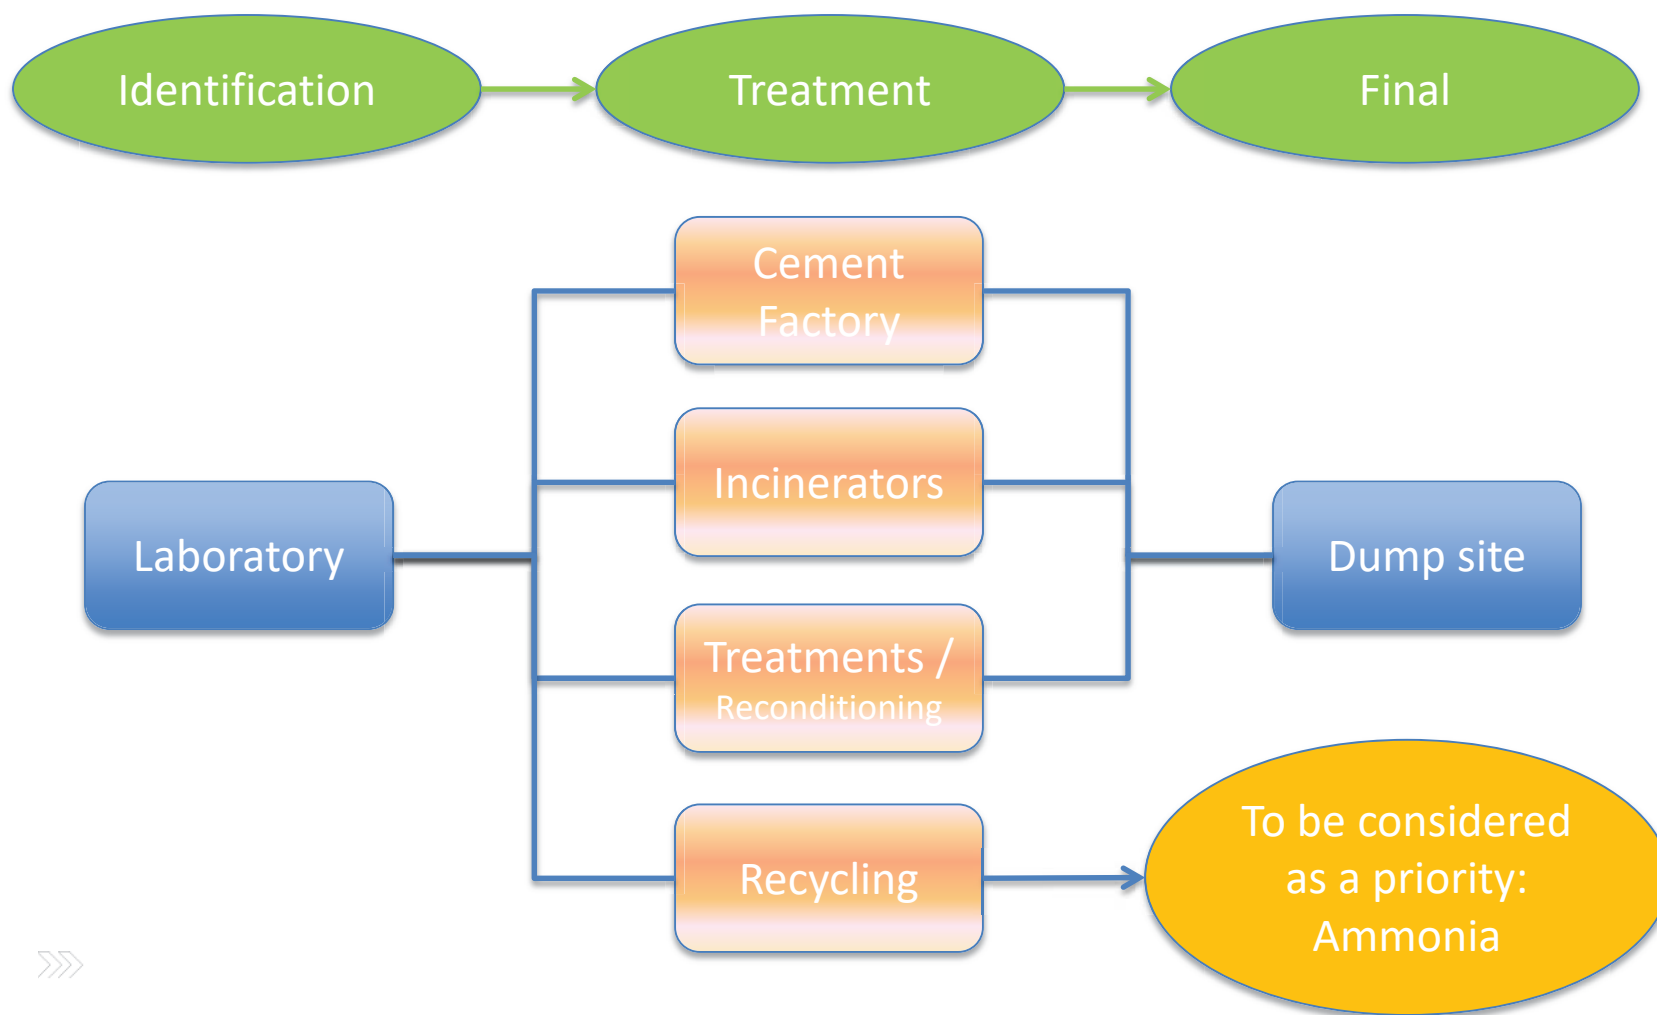 Identification
Treatment
Final
Cement
Factory
Incinerators
Laboratory
Dump site
Treatments /
Reconditioning
Recycling
To be considered
as a priority:
Ammonia